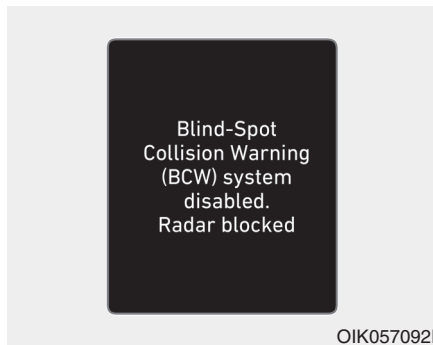 Blind-Spot
Collision Warning
(BCW) system
disabled.
Radar blocked
OIK057092